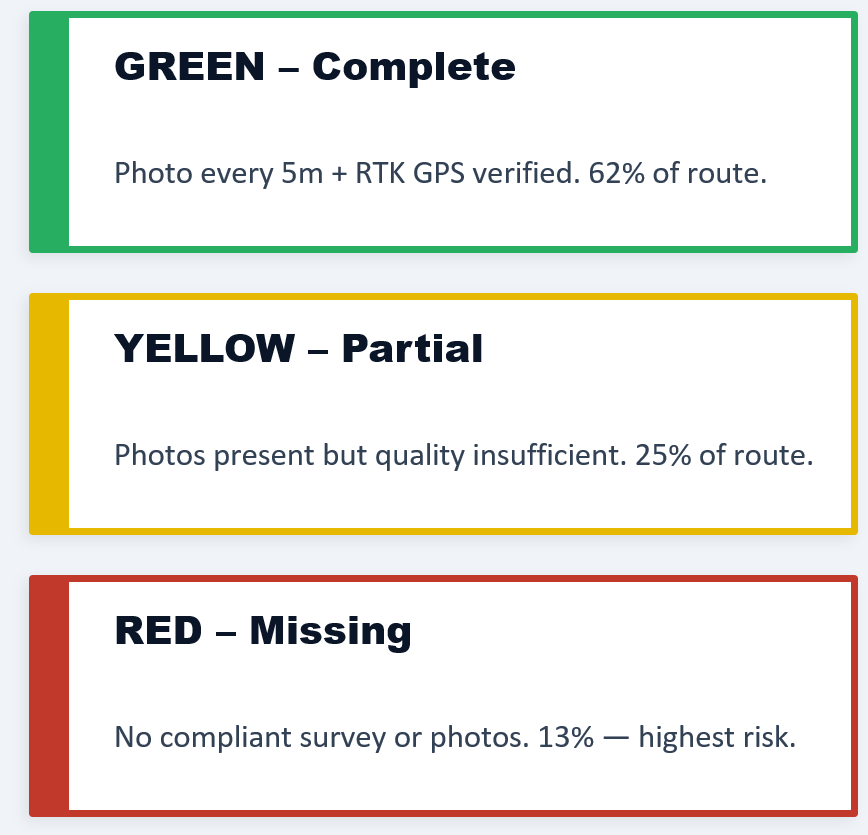 GREEN – Complete
Photo every 5m + RTK GPS verified. 62% of route.
YELLOW – Partial
Photos present but quality insufficient. 25% of route.
RED – Missing
No compliant survey or photos. 13% — highest risk.